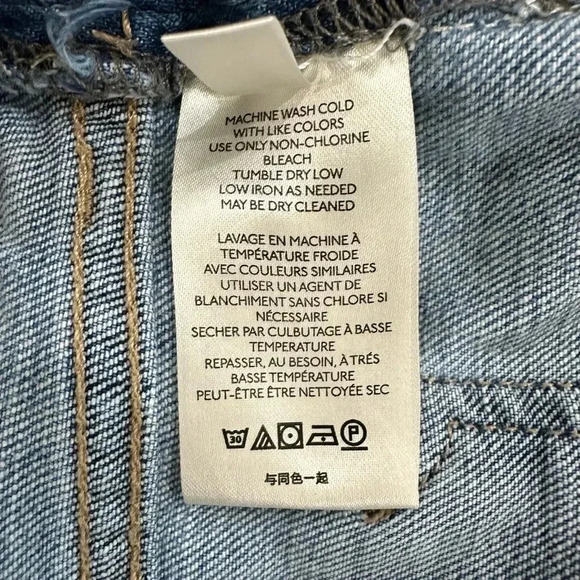 MACHINE WASH COLD
WITH LIKE COLORS
USE ONLY NON-CHLORINE
BLEACH
TUMBLE DRY LOW
LOW IRON AS NEEDED
MAY BE DRY CLEANED
LAVAGE EN MACHINE À
TEMPÉRATURE FROIDE
AVEC COULEURS SIMILAIRES
UTILISER UN AGENT DE
BLANCHIMENT SANS CHLORE SI
NÉCESSAIRE
SECHER PAR CULBUTAGE À BASSE
TEMPERATURE
REPASSER, AU BESOIN, À TRÉS
BASSE TEMPÉRATURE
PEUT-ÊTRE ÊTRE NETTOYÉE SEC
30 P
与同色一起